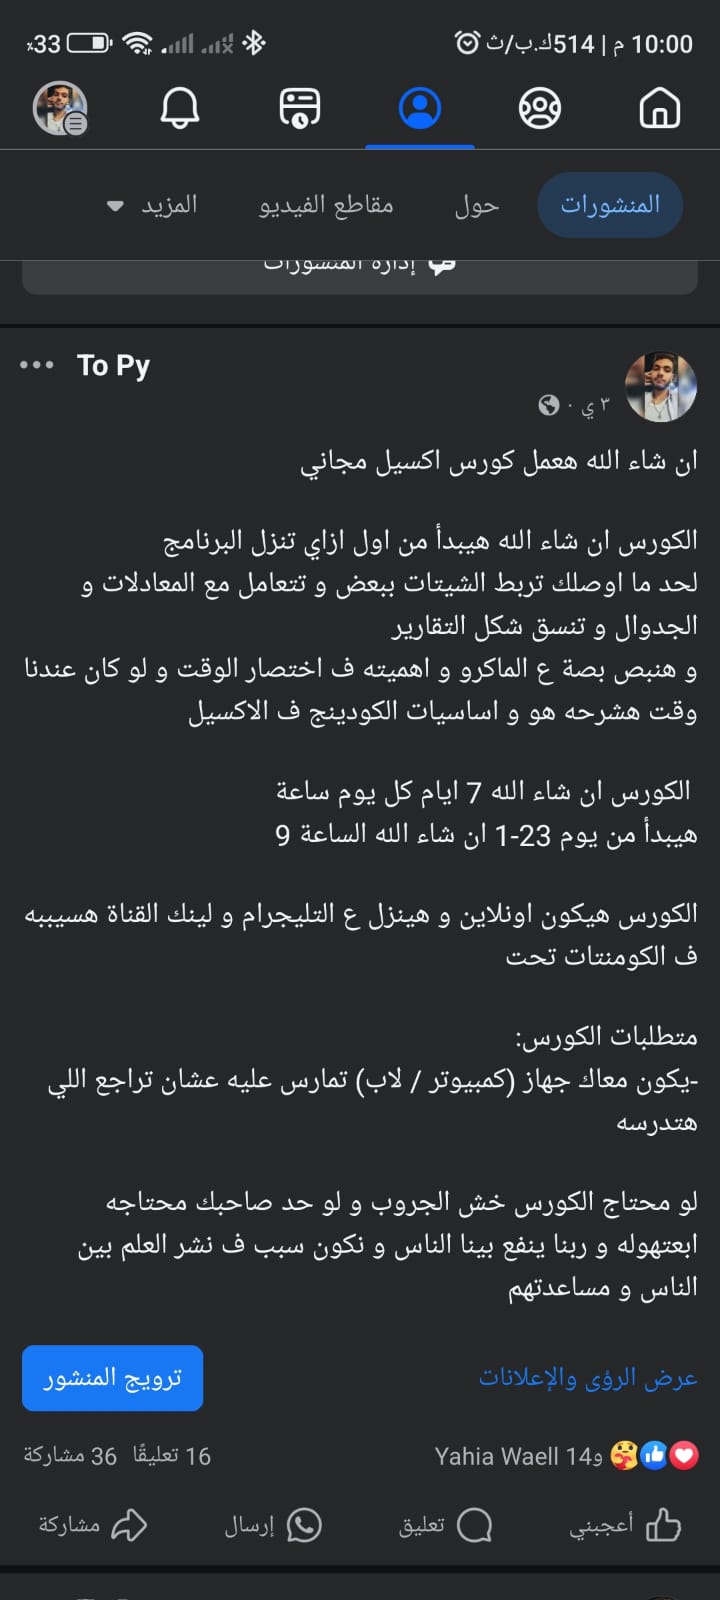 10:00 م | 514ك.ب/ث
33٪
المنشورات
حول
مقاطع الفيديو
المزيد
إدارة المنشورات
To Py
٣ ي
ان شاء الله هعمل كورس اكسيل مجاني
الكورس ان شاء الله هيبدأ من اول ازاي تنزل البرنامج
لحد ما اوصلك تربط الشيتات ببعض و تتعامل مع المعادلات و
الجدوال و تنسق شكل التقارير
و هنبص بصة ع الماكرو و اهميته ف اختصار الوقت و لو كان عندنا
وقت هشرحه هو و اساسيات الكودينج ف الاكسيل
الكورس ان شاء الله 7 ايام كل يوم ساعة
هيبدأ من يوم 23-1 ان شاء الله الساعة 9
الكورس هيكون اونلاين و هينزل ع التليجرام و لينك القناة هسيببه
ف الكومنتات تحت
متطلبات الكورس:
-يكون معاك جهاز (كمبيوتر / لاب) تمارس عليه عشان تراجع اللي
هتدرسه
لو محتاج الكورس خش الجروب و لو حد صاحبك محتاجه
ابعتهوله و ربنا ينفع بينا الناس و نكون سبب ف نشر العلم بين
الناس و مساعدتهم
عرض الرؤى والإعلانات
ترويج المنشور
Yahia Waell و14
16 تعليقًا
36 مشاركة
أعجبني
تعليق
إرسال
مشاركة